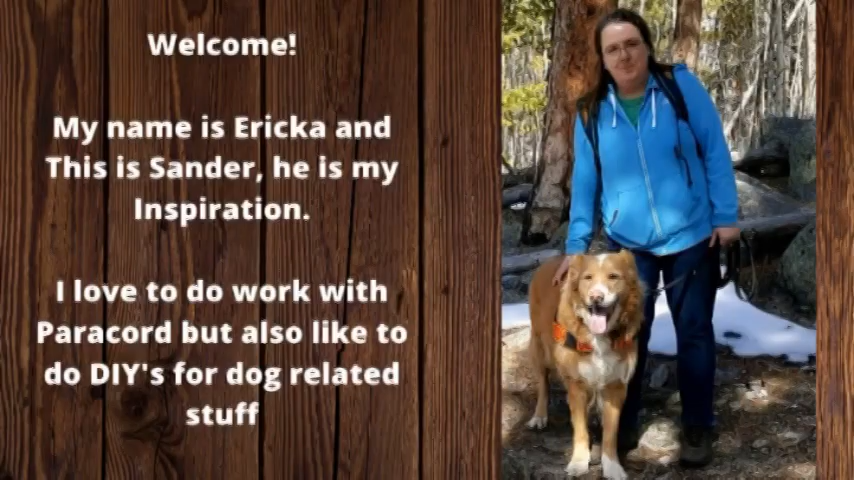 Welcome!
My name is Ericka and
This is Sander, he is my
Inspiration.
I love to do work with
Paracord but also like to
do DIY's for dog related
stuff